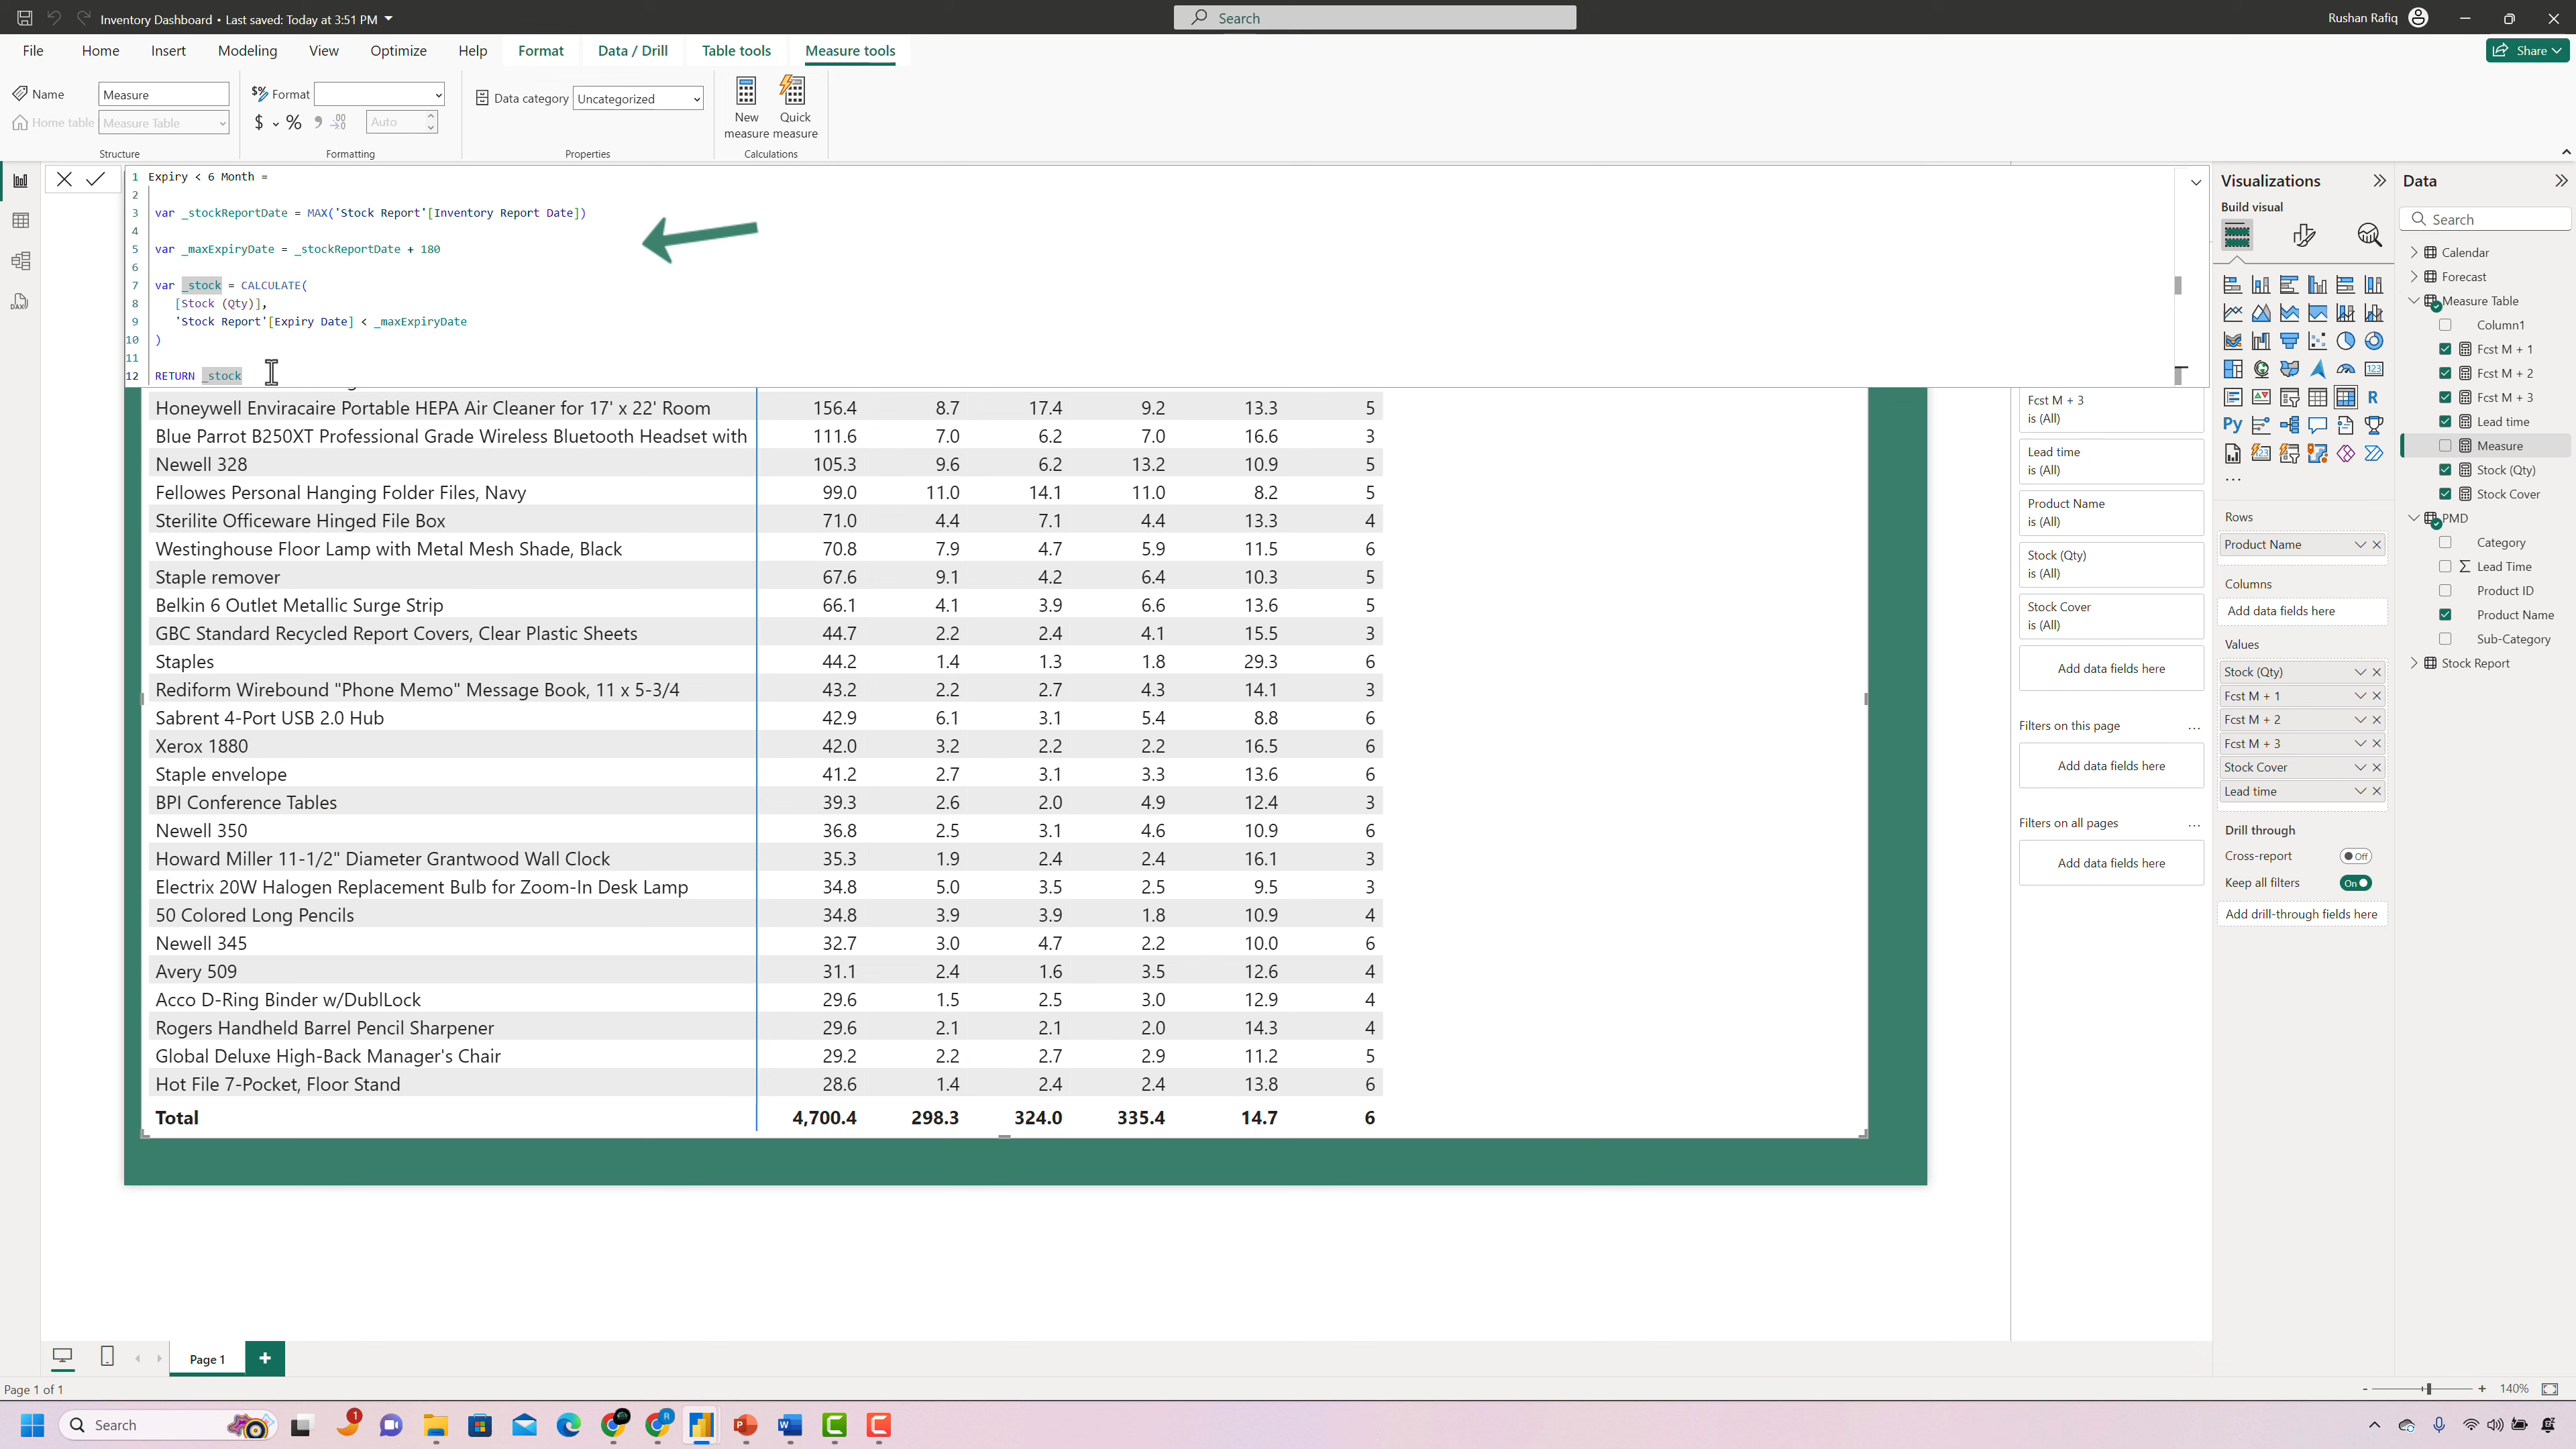 Inventory Dashboard • Last saved: Today at 3:51 PM
Search
Rushan Rafiq
File Home Insert Modeling View Optimize Help Format Data / Drill Table tools Measure tools
Share
Name Measure
Home table Measure Table
Structure
$% Format
$ % Auto
Formatting
Data category Uncategorized
Properties
New measure
Quick measure
Calculations
1 Expiry < 6 Month =
2
3 var _stockReportDate = MAX('Stock Report'[Inventory Report Date])
4
5 var _maxExpiryDate = _stockReportDate + 180
6
7 var _stock = CALCULATE(
8 [Stock (Qty)],
9 'Stock Report'[Expiry Date] < _maxExpiryDate
10 )
11
12 RETURN _stock
Honeywell Enviracaire Portable HEPA Air Cleaner for 17' x 22' Room 156.4 8.7 17.4 9.2 13.3 5
Blue Parrot B250XT Professional Grade Wireless Bluetooth Headset with 111.6 7.0 6.2 7.0 16.6 3
Newell 328 105.3 9.6 6.2 13.2 10.9 5
Fellowes Personal Hanging Folder Files, Navy 99.0 11.0 14.1 11.0 8.2 5
Sterilite Officeware Hinged File Box 71.0 4.4 7.1 4.4 13.3 4
Westinghouse Floor Lamp with Metal Mesh Shade, Black 70.8 7.9 4.7 5.9 11.5 6
Staple remover 67.6 9.1 4.2 6.4 10.3 5
Belkin 6 Outlet Metallic Surge Strip 66.1 4.1 3.9 6.6 13.6 5
GBC Standard Recycled Report Covers, Clear Plastic Sheets 44.7 2.2 2.4 4.1 15.5 3
Staples 44.2 1.4 1.3 1.8 29.3 6
Rediform Wirebound "Phone Memo" Message Book, 11 x 5-3/4 43.2 2.2 2.7 4.3 14.1 3
Sabrent 4-Port USB 2.0 Hub 42.9 6.1 3.1 5.4 8.8 6
Xerox 1880 42.0 3.2 2.2 2.2 16.5 6
Staple envelope 41.2 2.7 3.1 3.3 13.6 6
BPI Conference Tables 39.3 2.6 2.0 4.9 12.4 3
Newell 350 36.8 2.5 3.1 4.6 10.9 6
Howard Miller 11-1/2" Diameter Grantwood Wall Clock 35.3 1.9 2.4 2.4 16.1 3
Electrix 20W Halogen Replacement Bulb for Zoom-In Desk Lamp 34.8 5.0 3.5 2.5 9.5 3
50 Colored Long Pencils 34.8 3.9 3.9 1.8 10.9 4
Newell 345 32.7 3.0 4.7 2.2 10.0 6
Avery 509 31.1 2.4 1.6 3.5 12.6 4
Acco D-Ring Binder w/DublLock 29.6 1.5 2.5 3.0 12.9 4
Rogers Handheld Barrel Pencil Sharpener 29.6 2.1 2.1 2.0 14.3 4
Global Deluxe High-Back Manager's Chair 29.2 2.2 2.7 2.9 11.2 5
Hot File 7-Pocket, Floor Stand 28.6 1.4 2.4 2.4 13.8 6
Total 4,700.4 298.3 324.0 335.4 14.7 6
Fcst M + 3
is (All)
Lead time
is (All)
Product Name
is (All)
Stock (Qty)
is (All)
Stock Cover
is (All)
Add data fields here
Filters on this page ...
Add data fields here
Filters on all pages ...
Add data fields here
Visualizations
Build visual
123
R
Py
123
...
Rows
Product Name
Columns
Add data fields here
Values
Stock (Qty)
Fcst M + 1
Fcst M + 2
Fcst M + 3
Stock Cover
Lead time
Drill through
Cross-report Off
Keep all filters On
Add drill-through fields here
Data
Search
Calendar
Forecast
Measure Table
Column1
Fcst M + 1
Fcst M + 2
Fcst M + 3
Lead time
Measure
Stock (Qty)
Stock Cover
PMD
Category
Σ Lead Time
Product ID
Product Name
Sub-Category
Stock Report
DAX
Page 1 +
Page 1 of 1
- + 140%
Search
1
R
P
W
C
C